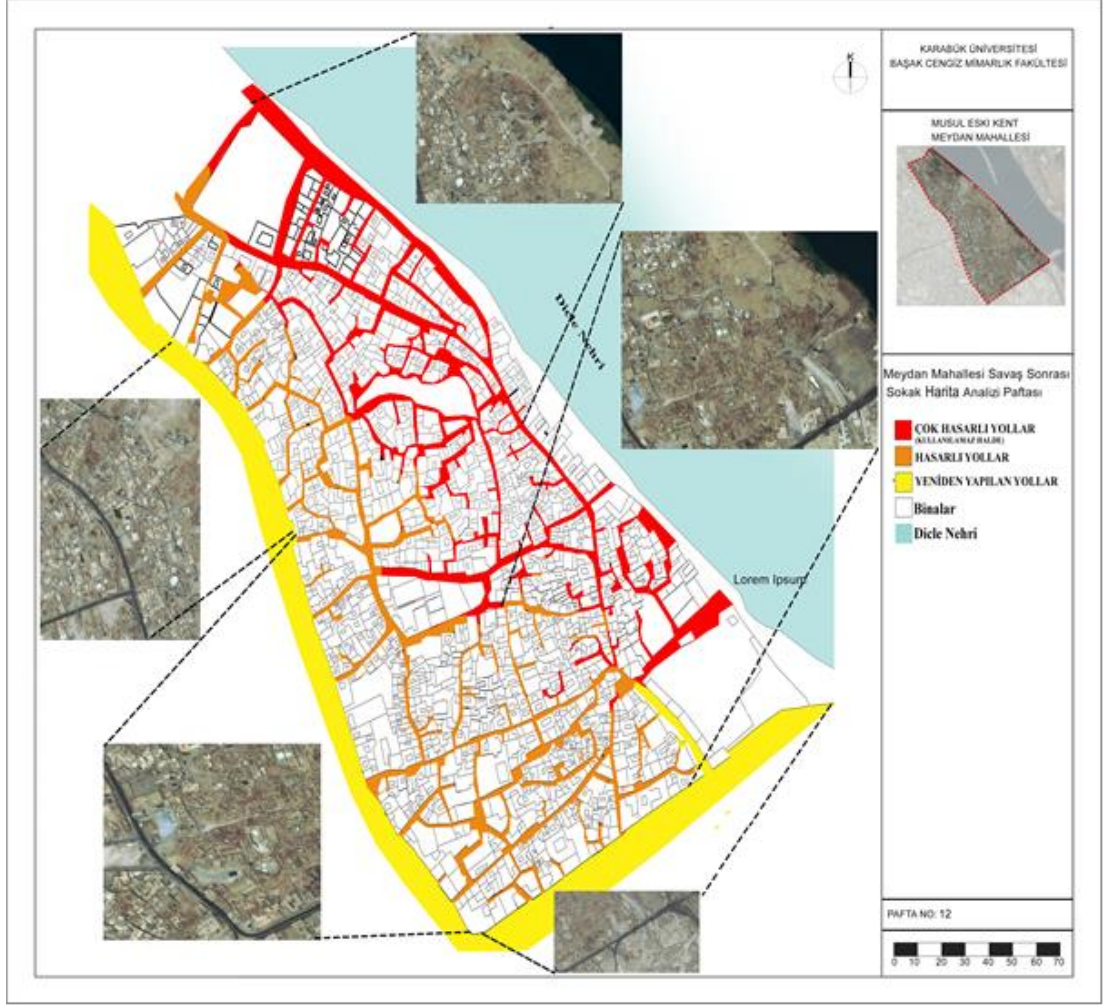 K
Dicle Nehri
Lorem Ipsum
KARABÜK ÜNİVERSİTESİ
BAŞAK CENGİZ MİMARLIK FAKÜLTESİ
MUSUL ESKI KENT
MEYDAN MAHALLESİ
Meydan Mahallesi Savaş Sonrası
Sokak Harita Analizi Paftası
ÇOK HASARLI YOLLAR
(KULLANILAMAZ HALDE)
HASARLI YOLLAR
YENİDEN YAPILAN YOLLAR
Binalar
Dicle Nehri
PAFTA NO: 12
0 10 20 30 40 50 60 70